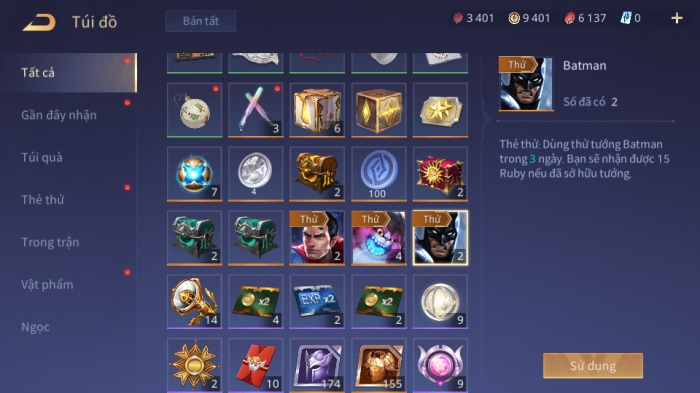 Túi đồ
Bán tất
3 401
9 401
6 137
0
+
Tất cả
Gần đây nhận
Túi quà
Thẻ thử
Trong trận
Vật phẩm
Ngọc
3
6
7
4
2
100
2
2
2
Thử
2
Thử
4
Thử
2
14
x2
4
EXP x2
2
x2
2
9
2
10
174
155
9
Thử
Batman
Số đã có 2
Thẻ thử: Dùng thử tướng Batman
trong 3 ngày. Bạn sẽ nhận được 15
Ruby nếu đã sở hữu tướng.
Sử dụng